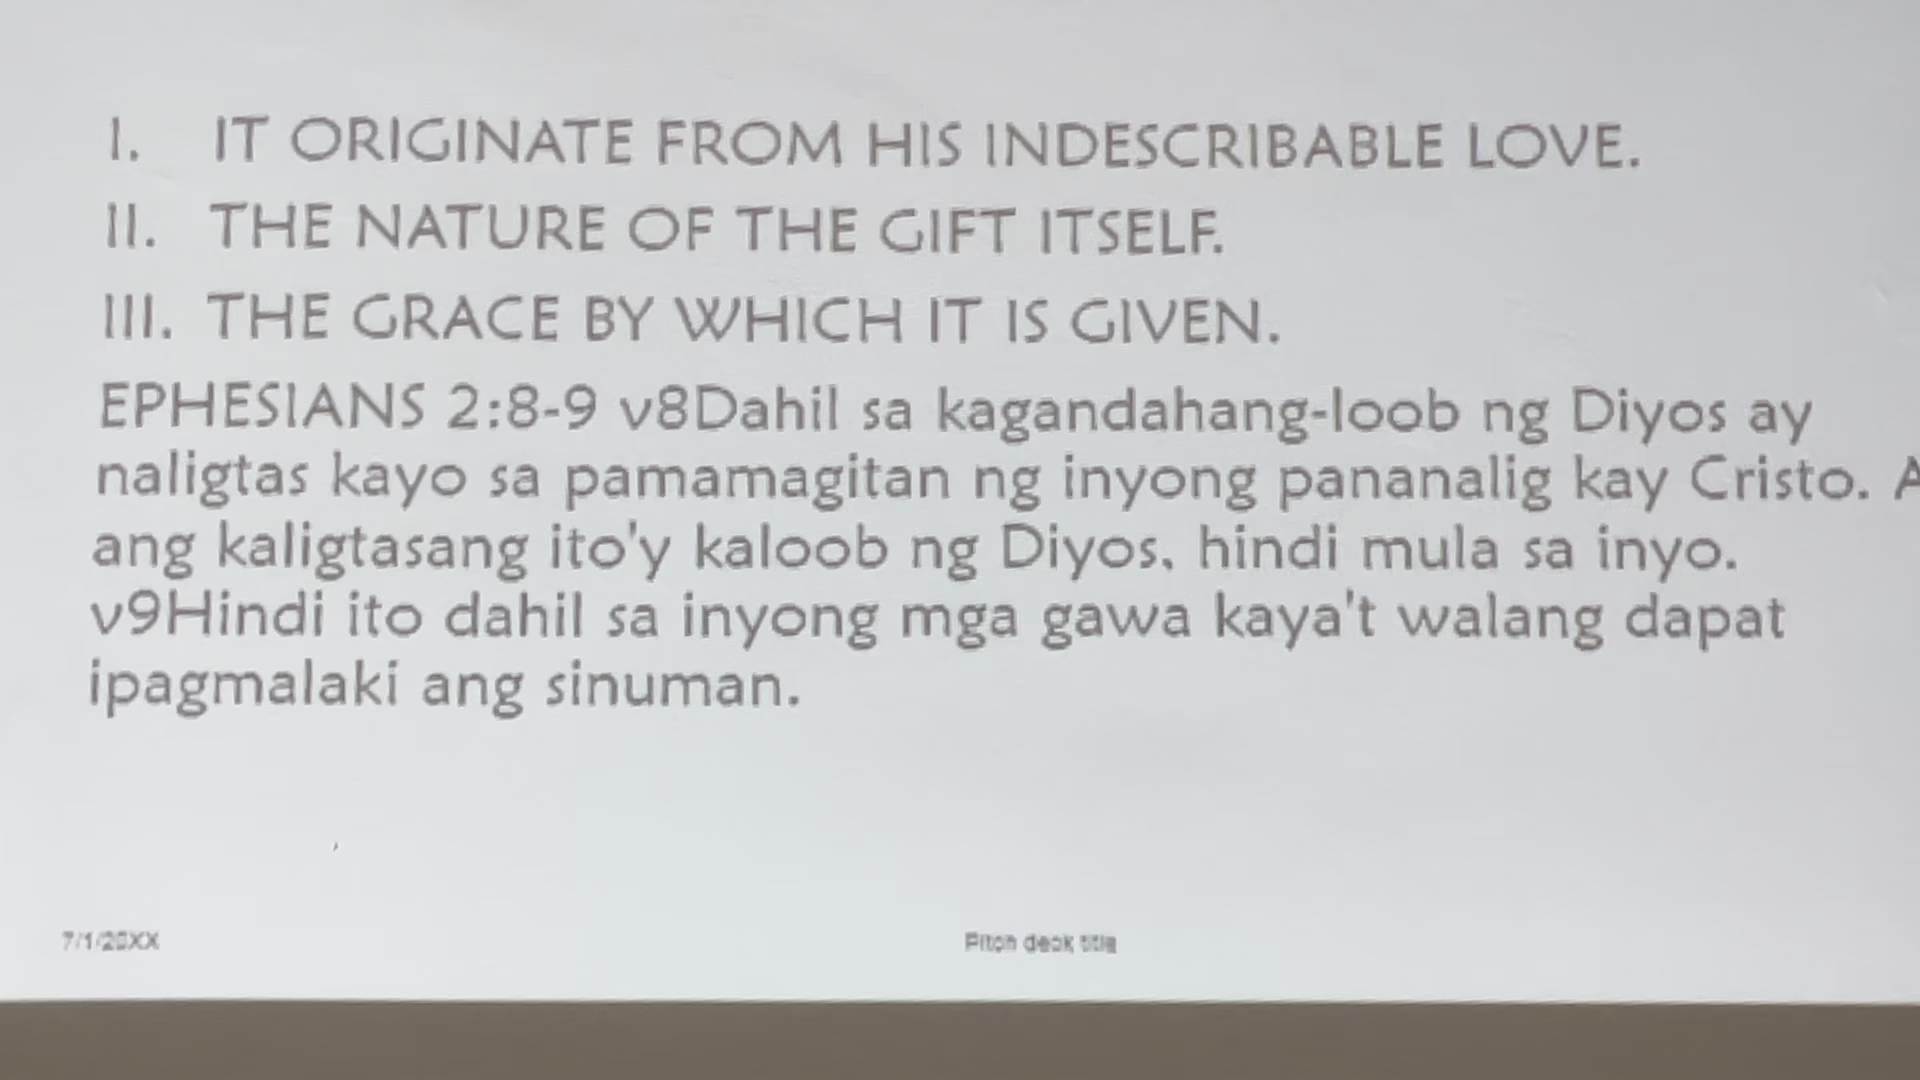 I. IT ORIGINATE FROM HIS INDESCRIBABLE LOVE.
II. THE NATURE OF THE GIFT ITSELF.
III. THE GRACE BY WHICH IT IS GIVEN.
EPHESIANS 2:8-9 v8Dahil sa kagandahang-loob ng Diyos ay
naligtas kayo sa pamamagitan ng inyong pananalig kay Cristo.
ang kaligtasang ito'y kaloob ng Diyos, hindi mula sa inyo.
v9Hindi ito dahil sa inyong mga gawa kaya't walang dapat
ipagmalaki ang sinuman.
7/1/20XX
Pitch deck title